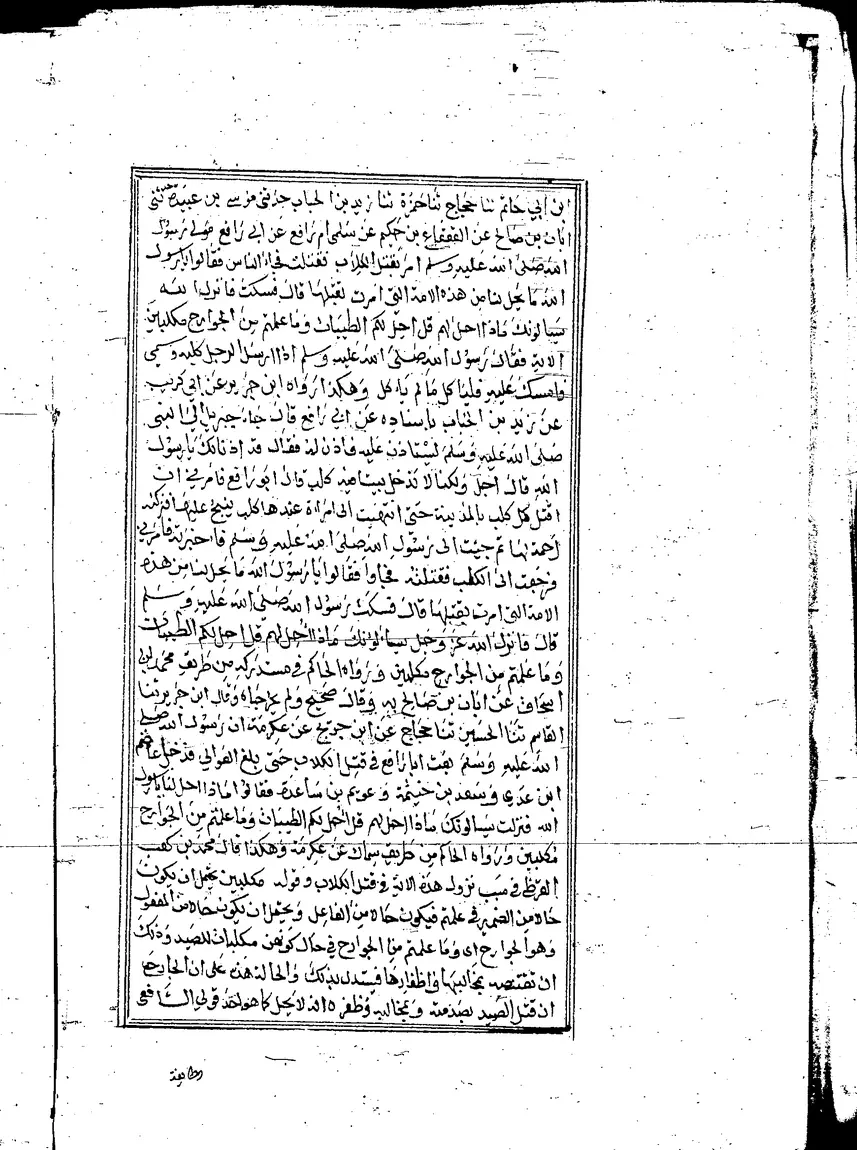 ابن ابي حاتم ثنا حجاج ثنا حمزة ثنا زيد بن الحباب حدثني موسى بن عبيدة حدثني
ابان بن صالح عن القعقاع بن حكيم عن سلمى ام رافع عن ابي رافع مولى رسول
الله صلى الله عليه وسلم امر بقتل الكلاب فقتلت فجاء الناس فقالوا يا رسول
الله ما يحل لنا من هذه الامة التي امرت بقتلها قال فسكت فانزل الله
يسالونك ماذا احل لهم قل احل لكم الطيبات وما علمتم من الجوارح مكلبين
الاية فقال رسول الله صلى الله عليه وسلم اذا ارسل الرجل كلبه وسمى
وامسك عليه فلياكل ما لم ياكل وهكذا رواه ابن جرير عن ابي كريب
عن زيد بن الحباب باسناده عن ابي رافع قال جاء جبريل الى النبي
صلى الله عليه وسلم ليستاذن عليه فاذن له فقال قد اذنا لك يا رسول
الله قال اجل ولكنا لا ندخل بيتا فيه كلب قال ابو رافع فامرني ان
اقتل كل كلب بالمدينة حتى انتهيت الى امراة عندها كلب ينبح عليها فتركته
رحمة لها ثم جيت الى رسول الله صلى الله عليه وسلم فاخبرته فامرني
فرجعت الى الكلب فقتلته فجاوا فقالوا يا رسول الله ما يحل لنا من هذه
الامة التي امرت بقتلها قال فسكت رسول الله صلى الله عليه وسلم
قال فانزل الله عز وجل يسالونك ماذا احل لهم قل احل لكم الطيبات
وما علمتم من الجوارح مكلبين ورواه الحاكم في مستدركه من طريق محمد بن
اسحاق عن ابان بن صالح به وقال صحيح ولم يخرجاه وقال ابن جرير ثنا
القاسم ثنا الحسين ثنا حجاج عن ابن جريج عن عكرمة ان رسول الله صلى
الله عليه وسلم بعث ابا رافع في قتل الكلاب حتى بلغ العوالي فدخل عاصم
ابن عدي وسعد بن خيثمة وعويم بن ساعدة فقالوا ماذا احل لنا يا رسول
الله فنزلت يسالونك ماذا احل لهم قل احل لكم الطيبات وما علمتم من الجوارح
مكلبين ورواه الحاكم من طريق سماك عن عكرمة وهكذا قال محمد بن كعب
القرظي في سبب نزول هذه الاية في قتل الكلاب وقوله مكلبين يحتمل ان يكون
حالا من الضمير في علمتم فيكون حالا من الفاعل ويحتمل ان يكون حالا من المفعول
وهو الجوارح اي وما علمتم من الجوارح في حال كونهن مكلبات للصيد وذلك
ان تقتنصه بمخالبها او اظفارها فيستدل بذلك والحالة هذه على ان الجارح
ان قتل الصيد بصدمته وبمخالبه وظفره انه لا يحل كما هو احد قولي الشافعي
وطايفة